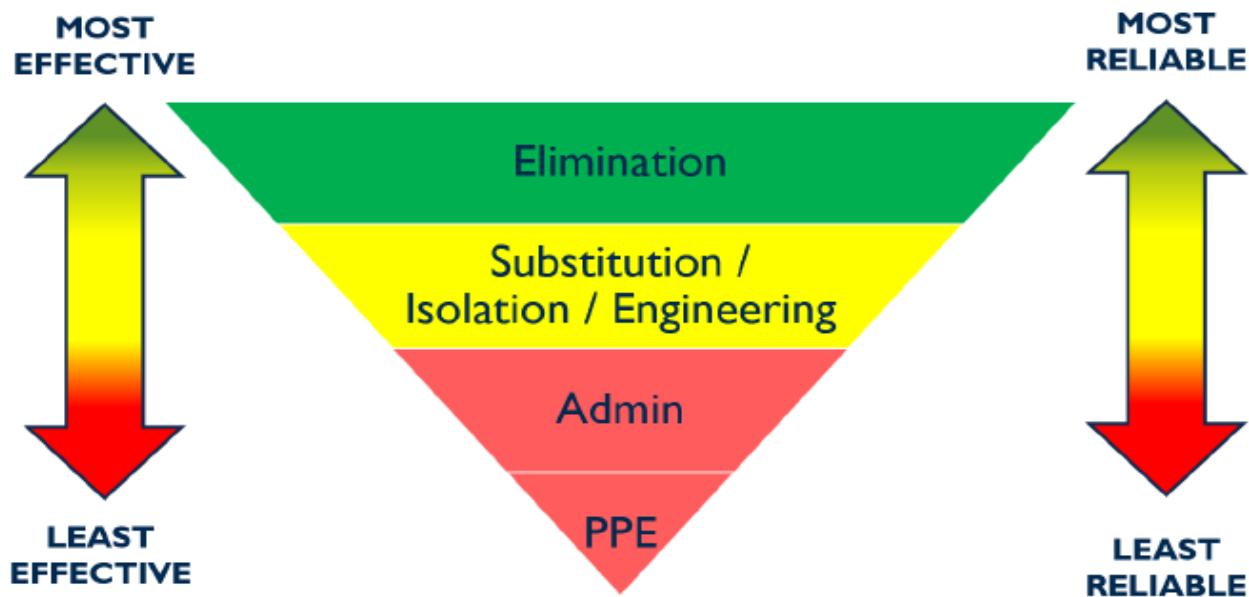 MOST
EFFECTIVE
MOST
RELIABLE
Elimination
Substitution /
Isolation / Engineering
Admin
PPE
LEAST
EFFECTIVE
LEAST
RELIABLE